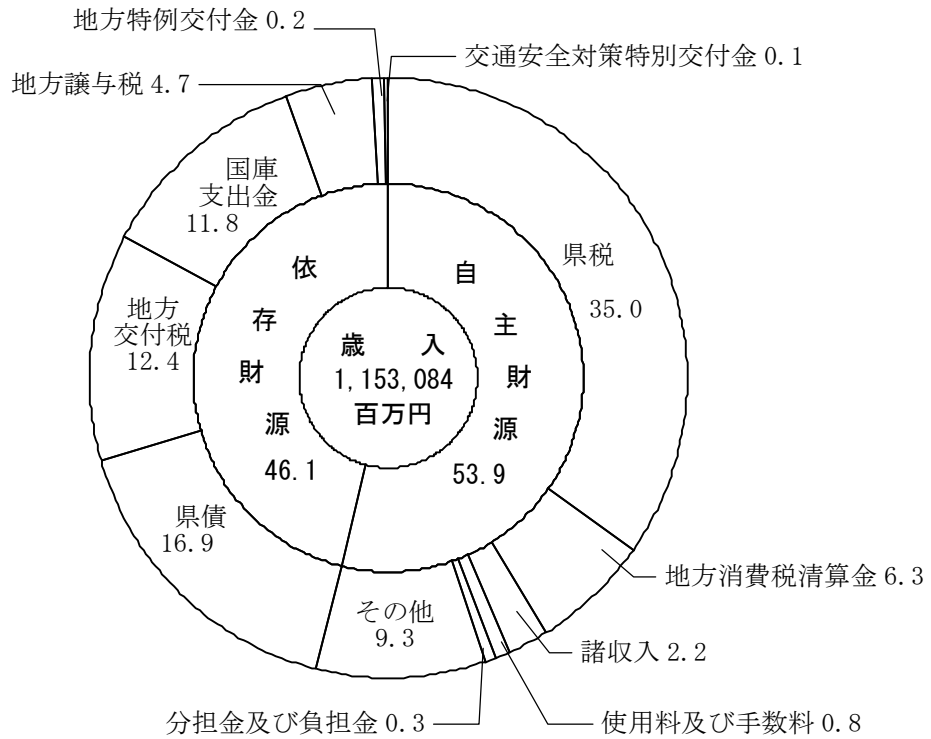 地方特例交付金 0.2
交通安全対策特別交付金 0.1
地方譲与税 4.7
国庫
支出金
11.8
地方
交付税
12.4
県債
16.9
依存財源
46.1
歳 入
1,153,084
百万円
自主財源
53.9
県税
35.0
地方消費税清算金 6.3
諸収入 2.2
使用料及び手数料 0.8
分担金及び負担金 0.3
その他
9.3